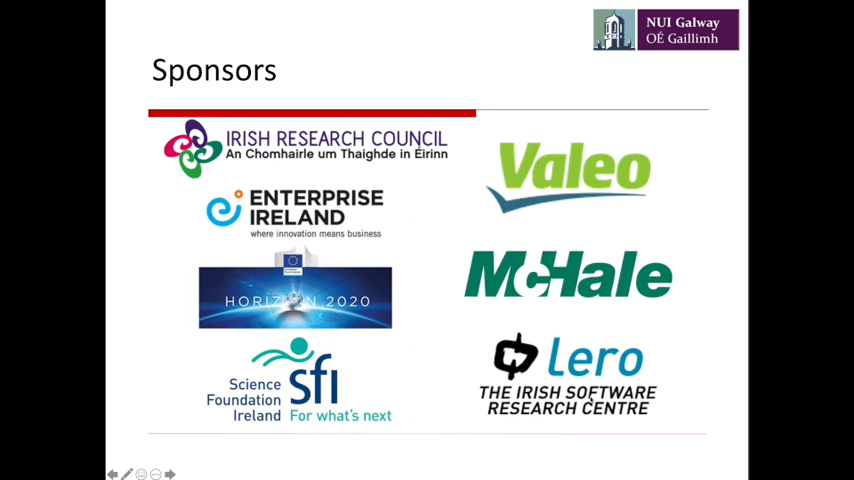 NUI Galway
OÉ Gaillimh
Sponsors
IRISH RESEARCH COUNCIL
An Chomhairle um Thaighde in Éirinn
ENTERPRISE
IRELAND
where innovation means business
HORIZON 2020
Science
Foundation
Ireland
sfi
For what's next
Valeo
McHale
Lero
THE IRISH SOFTWARE
RESEARCH CENTRE